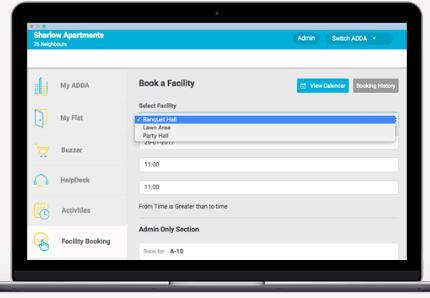 Sharlow Apartments
76 Neighbours
Admin
Switch ADDA
My ADDA
Book a Facility
View Calendar
Booking History
Select Facility
My Flat
✓ Banquet Hall
Lawn Area
Party Hall
26-01-2017
Buzzar
11:00
HelpDesk
11:00
Activities
From Time is Greater than to time
Admin Only Section
Facility Booking
Book for A-10